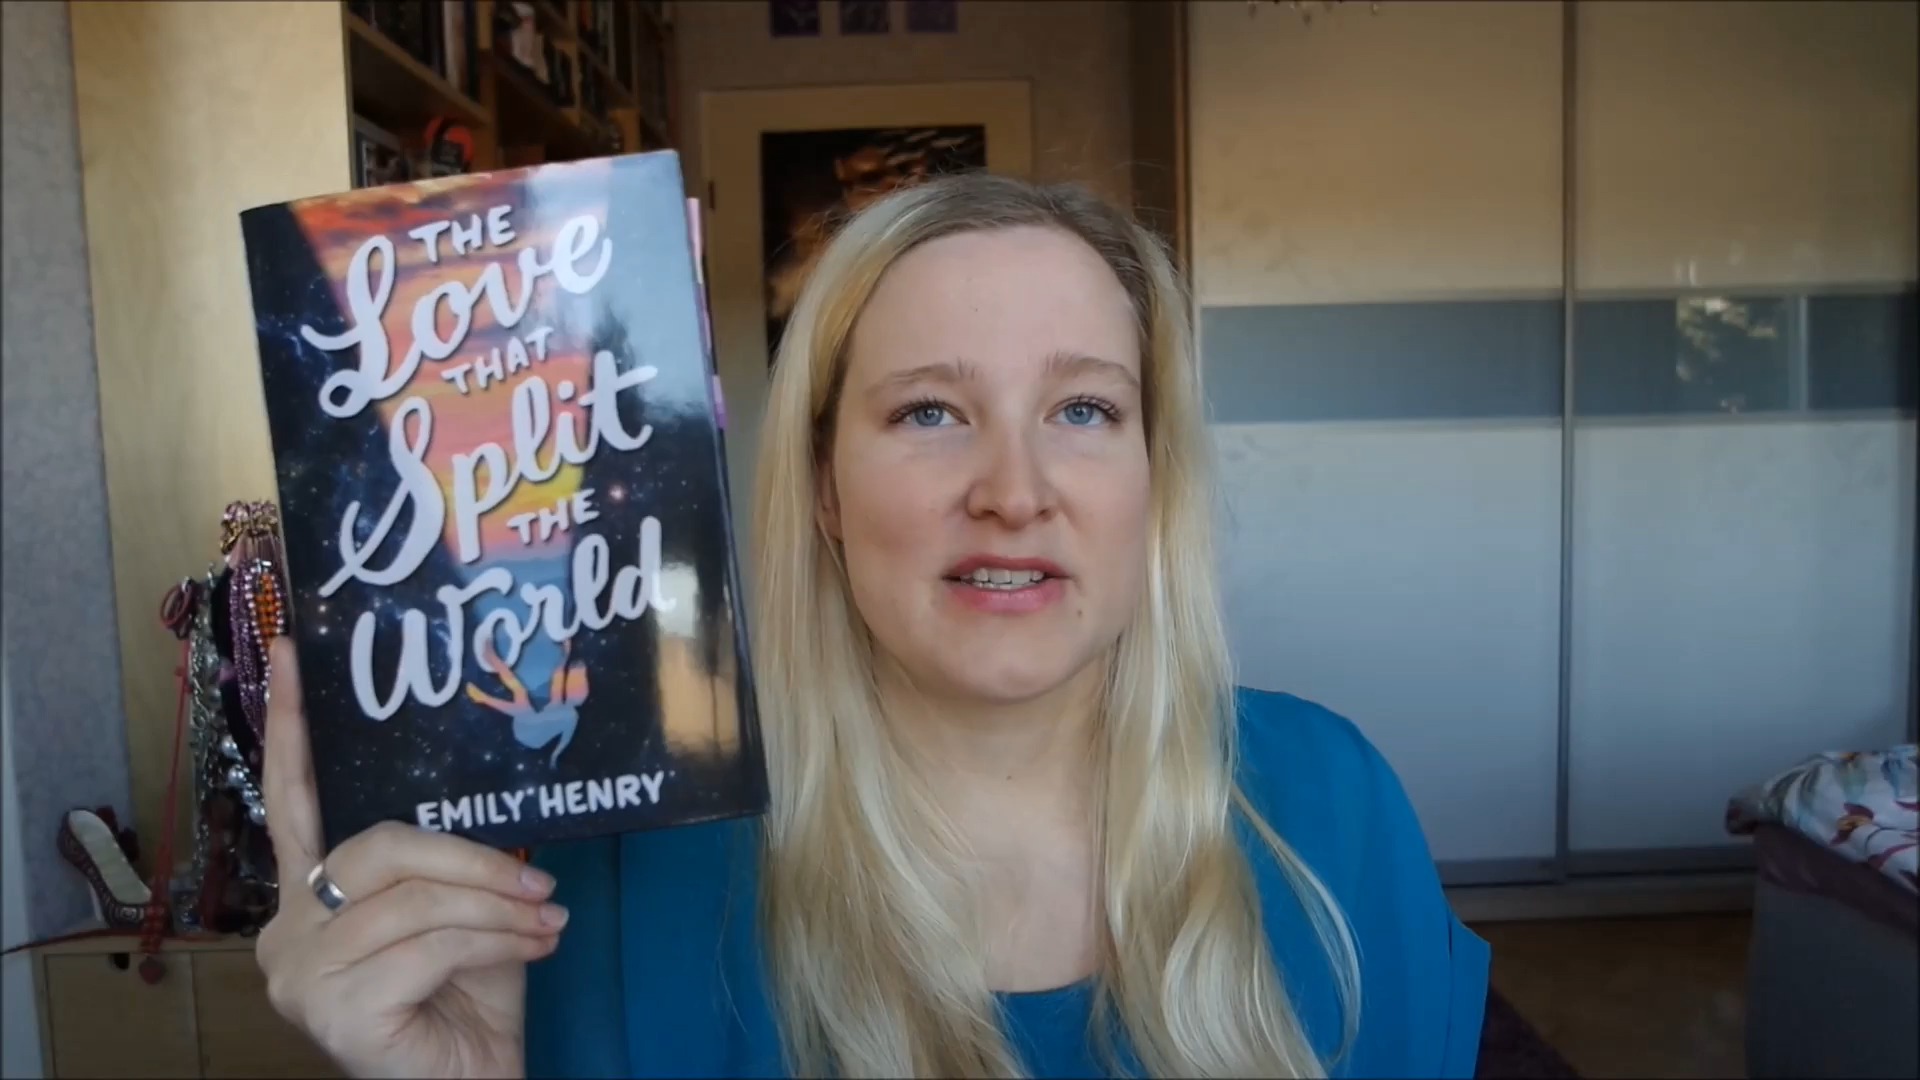 THE
Love
THAT
Split
THE
World
EMILY HENRY